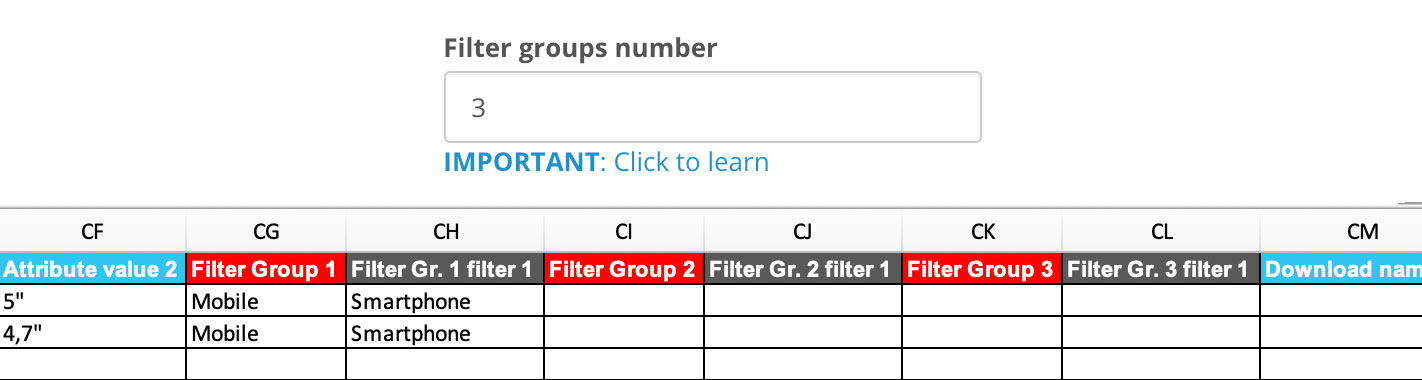 Filter groups number
3
IMPORTANT: Click to learn
CF CG CH CI CJ CK CL CM
Attribute value 2 Filter Group 1 Filter Gr. 1 filter 1 Filter Group 2 Filter Gr. 2 filter 1 Filter Group 3 Filter Gr. 3 filter 1 Download nam
5" Mobile Smartphone
4,7" Mobile Smartphone